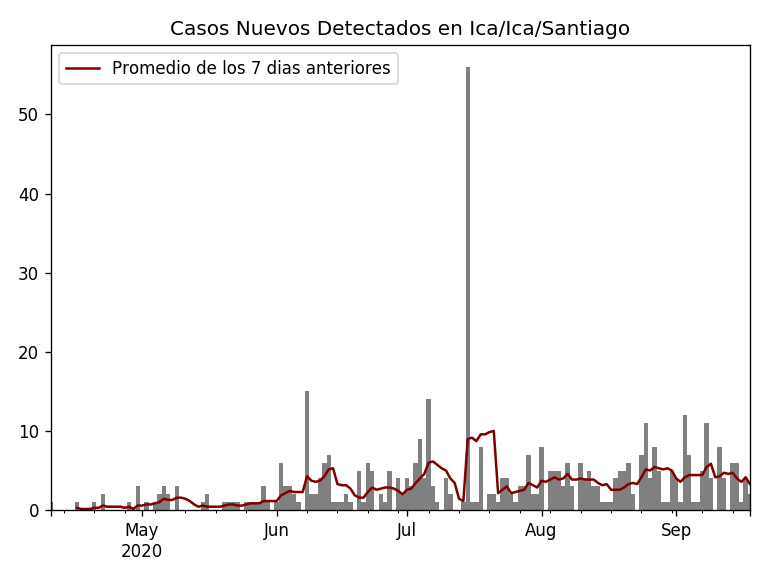 Casos Nuevos Detectados en Ica/Ica/Santiago
Promedio de los 7 dias anteriores
50
40
30
20
10
0
May Jun Jul Aug Sep
2020